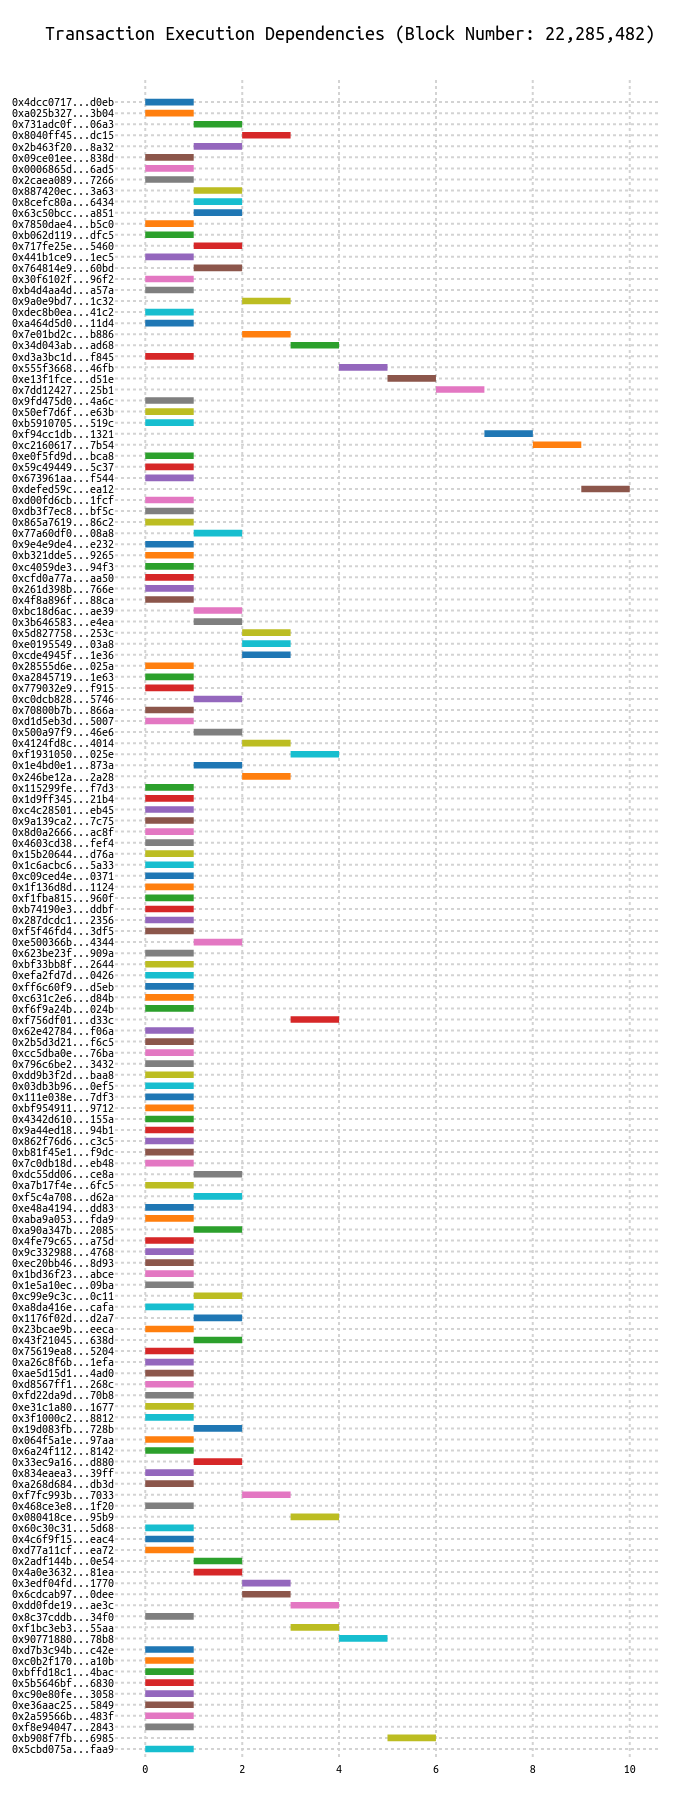 Transaction Execution Dependencies (Block Number: 22,285,482)
0x4dcc0717...d0eb
0xa025b327...3b04
0x731adc0f...06a3
0x8040ff45...dc15
0x2b463f20...8a32
0x09ce01ee...838d
0x0006865d...6ad5
0x2caea089...7266
0x887420ec...3a63
0x8cefc80a...6434
0x63c50bcc...a851
0x7850dae4...b5c0
0xb062d119...dfc5
0x717fe25e...5460
0x441b1ce9...1ec5
0x764814e9...60bd
0x30f6102f...96f2
0xb4d4aa4d...a57a
0x9a0e9bd7...1c32
0xdec8b0ea...41c2
0xa464d5d0...11d4
0x7e01bd2c...b886
0x34d043ab...ad68
0xd3a3bc1d...f845
0x555f3668...46fb
0xe13f1fce...d51e
0x7dd12427...25b1
0x9fd475d0...4a6c
0x50ef7d6f...e63b
0xb5910705...519c
0xf94cc1db...1321
0xc2160617...7b54
0xe0f5fd9d...bca8
0x59c49449...5c37
0x673961aa...f544
0xdefed59c...ea12
0xd00fd6cb...1fcf
0xdb3f7ec8...bf5c
0x865a7619...86c2
0x77a60df0...08a8
0x9e4e9de4...e232
0xb321dde5...9265
0xc4059de3...94f3
0xcfd0a77a...aa50
0x261d398b...766e
0x4f8a896f...88ca
0xbc18d6ac...ae39
0x3b646583...e4ea
0x5d827758...253c
0xe0195549...03a8
0xcde4945f...1e36
0x28555d6e...025a
0xa2845719...1e63
0x779032e9...f915
0xc0dcb828...5746
0x70800b7b...866a
0xd1d5eb3d...5007
0x500a97f9...46e6
0x4124fd8c...4014
0xf1931050...025e
0x1e4bd0e1...873a
0x246be12a...2a28
0x115299fe...f7d3
0x1d9ff345...21b4
0xc4c28501...eb45
0x9a139ca2...7c75
0x8d0a2666...ac8f
0x4603cd38...fef4
0x15b20644...d76a
0x1c6acbc6...5a33
0xc09ced4e...0371
0x1f136d8d...1124
0xf1fba815...960f
0xb74190e3...ddbf
0x287dcdc1...2356
0xf5f46fd4...3df5
0xe500366b...4344
0x623be23f...909a
0xbf33bb8f...2644
0xefa2fd7d...0426
0xff6c60f9...d5eb
0xc631c2e6...d84b
0xf6f9a24b...024b
0xf756df01...d33c
0x62e42784...f06a
0x2b5d3d21...f6c5
0xcc5dba0e...76ba
0x796c6be2...3432
0xdd9b3f2d...baa8
0x03db3b96...0ef5
0x111e038e...7df3
0xbf954911...9712
0x4342d610...155a
0x9a44ed18...94b1
0x862f76d6...c3c5
0xb81f45e1...f9dc
0x7c0db18d...eb48
0xdc55dd06...ce8a
0xa7b17f4e...6fc5
0xf5c4a708...d62a
0xe48a4194...dd83
0xaba9a053...fda9
0xa90a347b...2085
0x4fe79c65...a75d
0x9c332988...4768
0xec20bb46...8d93
0x1bd36f23...abce
0x1e5a10ec...09ba
0xc99e9c3c...0c11
0xa8da416e...cafa
0x1176f02d...d2a7
0x23bcae9b...eeca
0x43f21045...638d
0x75619ea8...5204
0xa26c8f6b...1efa
0xae5d15d1...4ad0
0xd8567ff1...268c
0xfd22da9d...70b8
0xe31c1a80...1677
0x3f1000c2...8812
0x19d083fb...728b
0x064f5a1e...97aa
0x6a24f112...8142
0x33ec9a16...d880
0x834eaea3...39ff
0xa268d684...db3d
0xf7fc993b...7033
0x468ce3e8...1f20
0x080418ce...95b9
0x60c30c31...5d68
0x4c6f9f15...eac4
0xd77a11cf...ea72
0x2adf144b...0e54
0x4a0e3632...81ea
0x3edf04fd...1770
0x6cdcab97...0dee
0xdd0fde19...ae3c
0x8c37cddb...34f0
0xf1bc3eb3...55aa
0x90771880...78b8
0xd7b3c94b...c42e
0xc0b2f170...a10b
0xbffd18c1...4bac
0x5b5646bf...6830
0xc90e80fe...3058
0xe36aac25...5849
0x2a59566b...483f
0xf8e94047...2843
0xb908f7fb...6985
0x5cbd075a...faa9
0 2 4 6 8 10